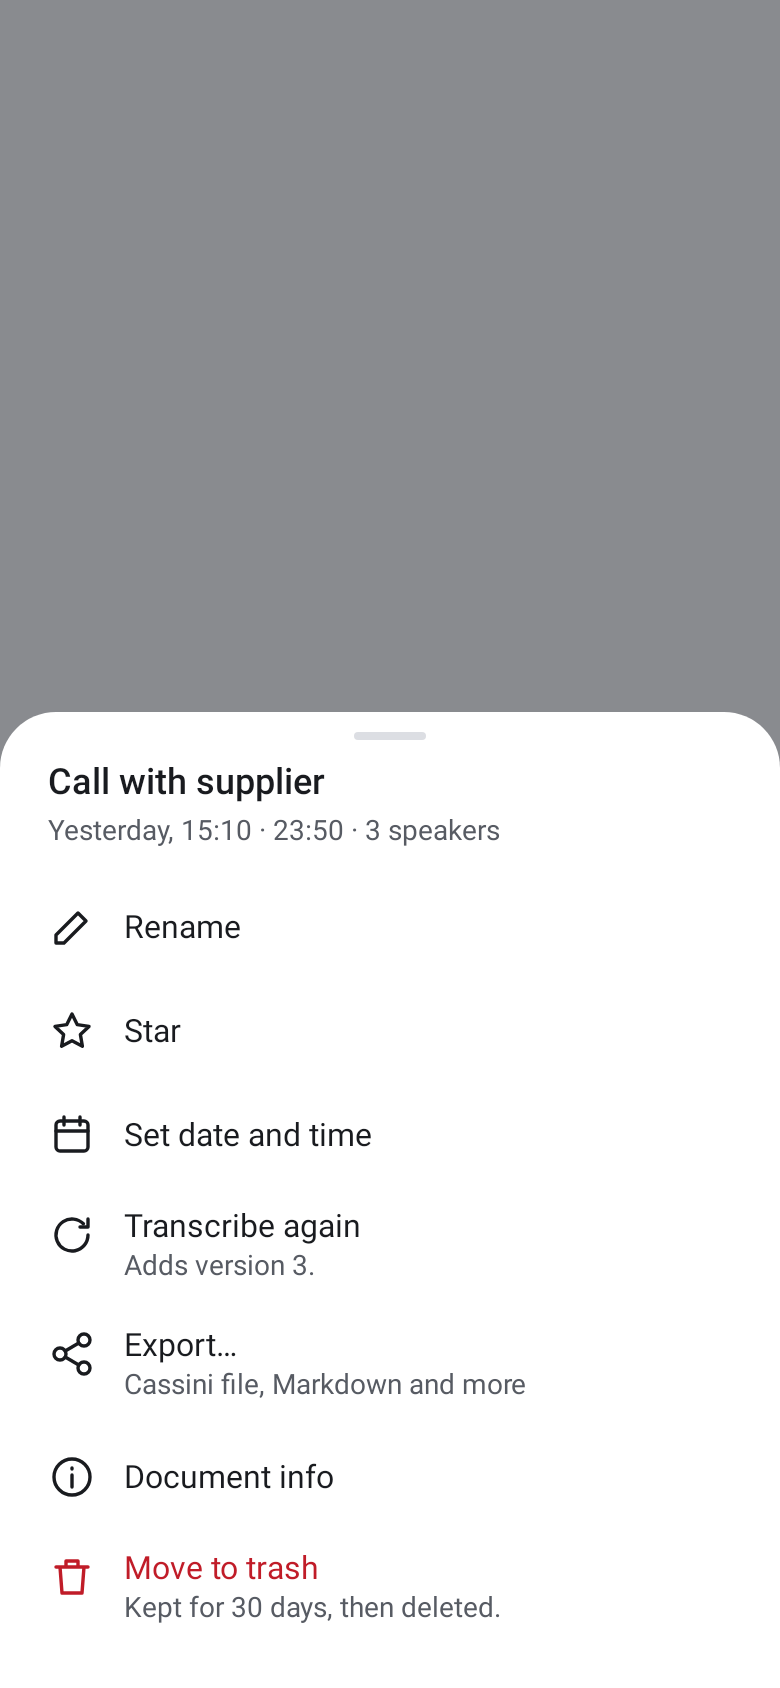 Call with supplier
Yesterday, 15:10 · 23:50 · 3 speakers
Rename
Star
Set date and time
Transcribe again
Adds version 3.
Export…
Cassini file, Markdown and more
Document info
Move to trash
Kept for 30 days, then deleted.